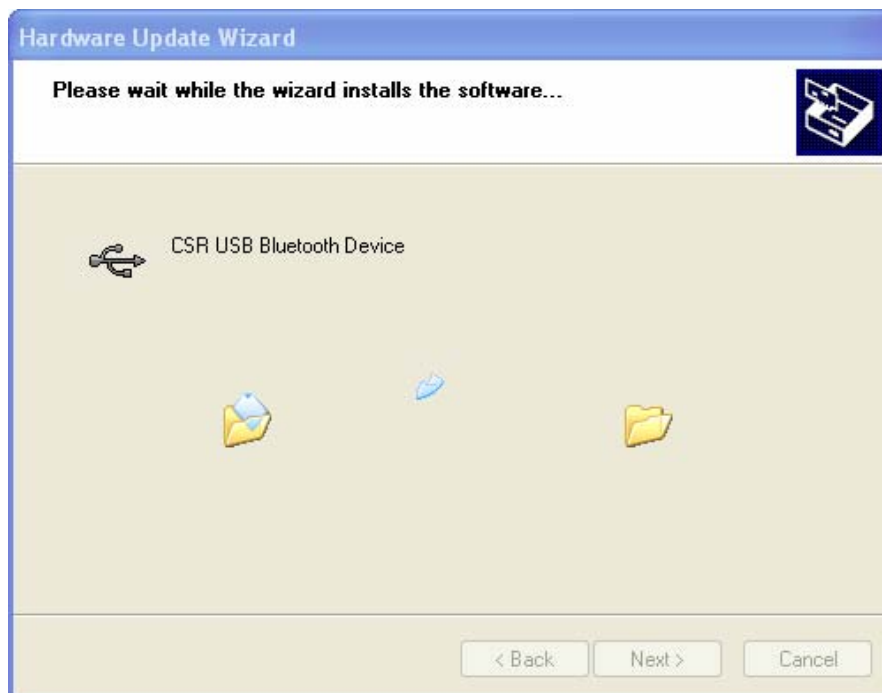 Hardware Update Wizard
Please wait while the wizard installs the software...
CSR USB Bluetooth Device
< Back Next > Cancel